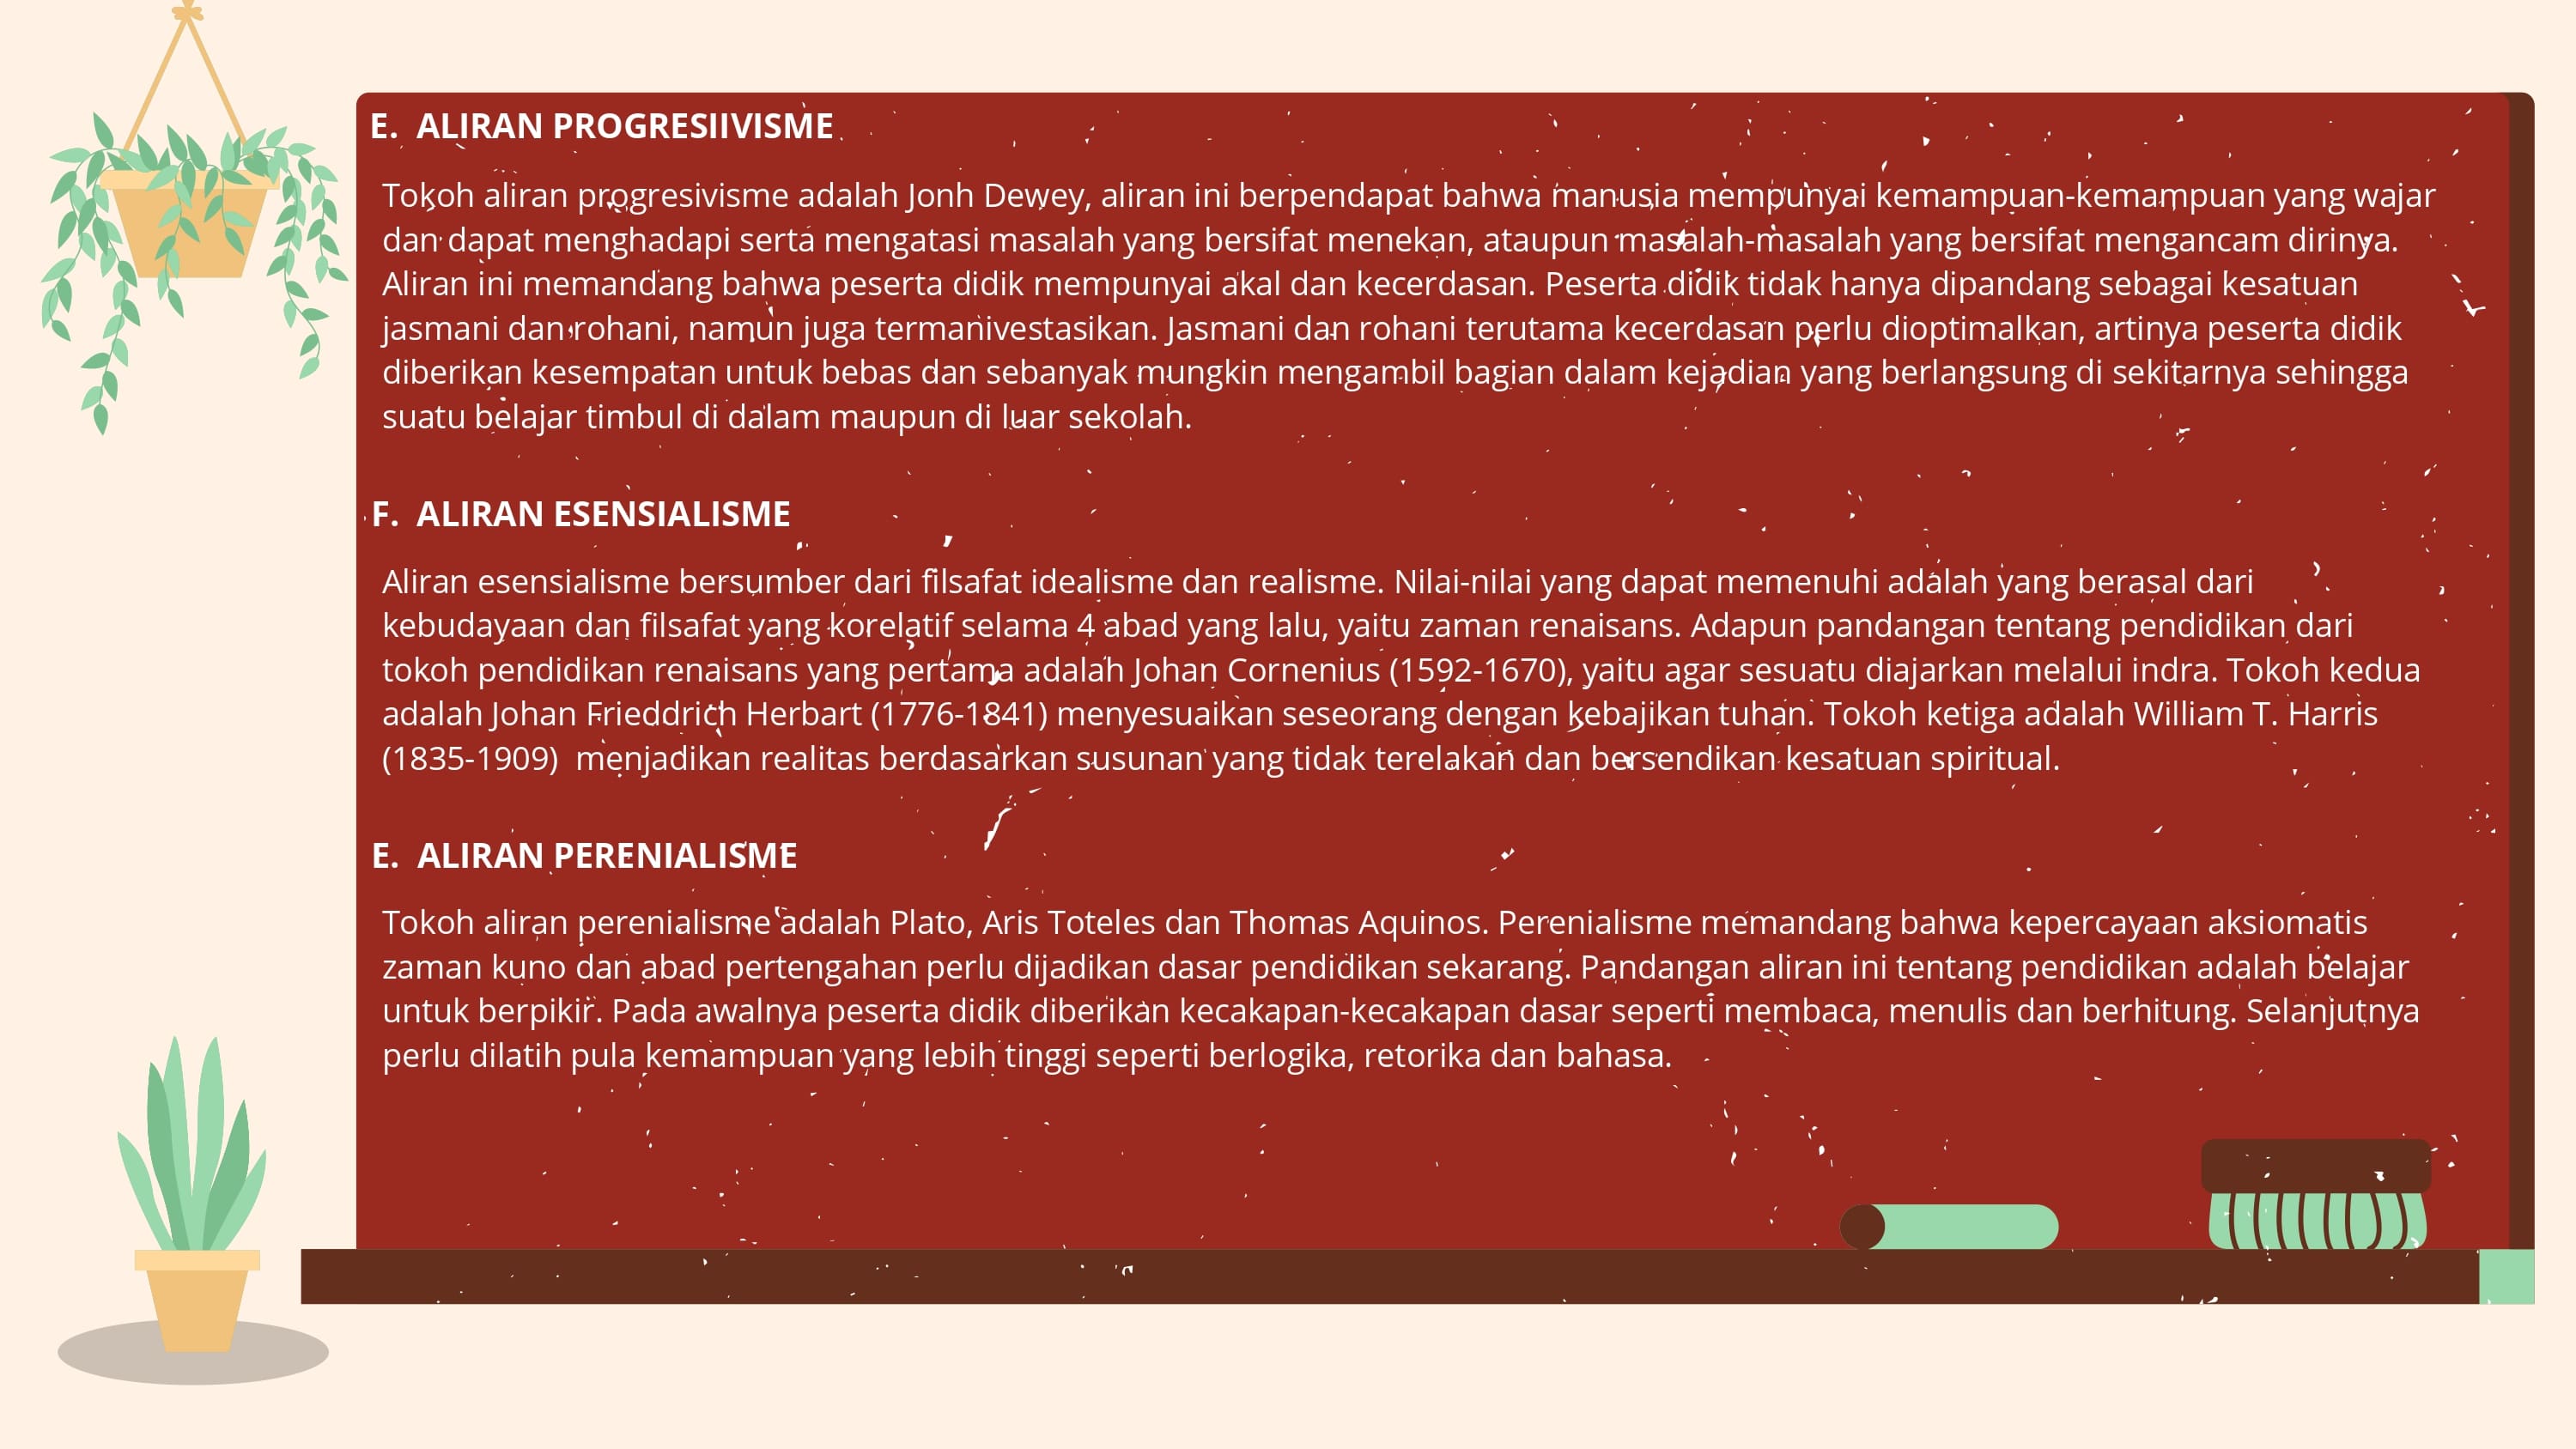 E. ALIRAN PROGRESIIVISME
Tokoh aliran progresivisme adalah Jonh Dewey, aliran ini berpendapat bahwa manusia mempunyai kemampuan-kemampuan yang wajar
dan dapat menghadapi serta mengatasi masalah yang bersifat menekan, ataupun masalah-masalah yang bersifat mengancam dirinya.
Aliran ini memandang bahwa peserta didik mempunyai akal dan kecerdasan. Peserta didik tidak hanya dipandang sebagai kesatuan
jasmani dan rohani, namun juga termanivestasikan. Jasmani dan rohani terutama kecerdasan perlu dioptimalkan, artinya peserta didik
diberikan kesempatan untuk bebas dan sebanyak mungkin mengambil bagian dalam kejadian yang berlangsung di sekitarnya sehingga
suatu belajar timbul di dalam maupun di luar sekolah.
F. ALIRAN ESENSIALISME
Aliran esensialisme bersumber dari filsafat idealisme dan realisme. Nilai-nilai yang dapat memenuhi adalah yang berasal dari
kebudayaan dan filsafat yang korelatif selama 4 abad yang lalu, yaitu zaman renaisans. Adapun pandangan tentang pendidikan dari
tokoh pendidikan renaisans yang pertama adalah Johan Cornenius (1592-1670), yaitu agar sesuatu diajarkan melalui indra. Tokoh kedua
adalah Johan Frieddrich Herbart (1776-1841) menyesuaikan seseorang dengan kebajikan tuhan. Tokoh ketiga adalah William T. Harris
(1835-1909) menjadikan realitas berdasarkan susunan yang tidak terelakan dan bersendikan kesatuan spiritual.
E. ALIRAN PERENIALISME
Tokoh aliran perenialisme adalah Plato, Aris Toteles dan Thomas Aquinos. Perenialisme memandang bahwa kepercayaan aksiomatis
zaman kuno dan abad pertengahan perlu dijadikan dasar pendidikan sekarang. Pandangan aliran ini tentang pendidikan adalah belajar
untuk berpikir. Pada awalnya peserta didik diberikan kecakapan-kecakapan dasar seperti membaca, menulis dan berhitung. Selanjutnya
perlu dilatih pula kemampuan yang lebih tinggi seperti berlogika, retorika dan bahasa.